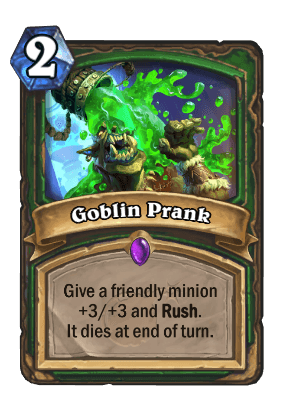 2
Goblin Prank
Give a friendly minion
+3/+3 and Rush.
It dies at end of turn.